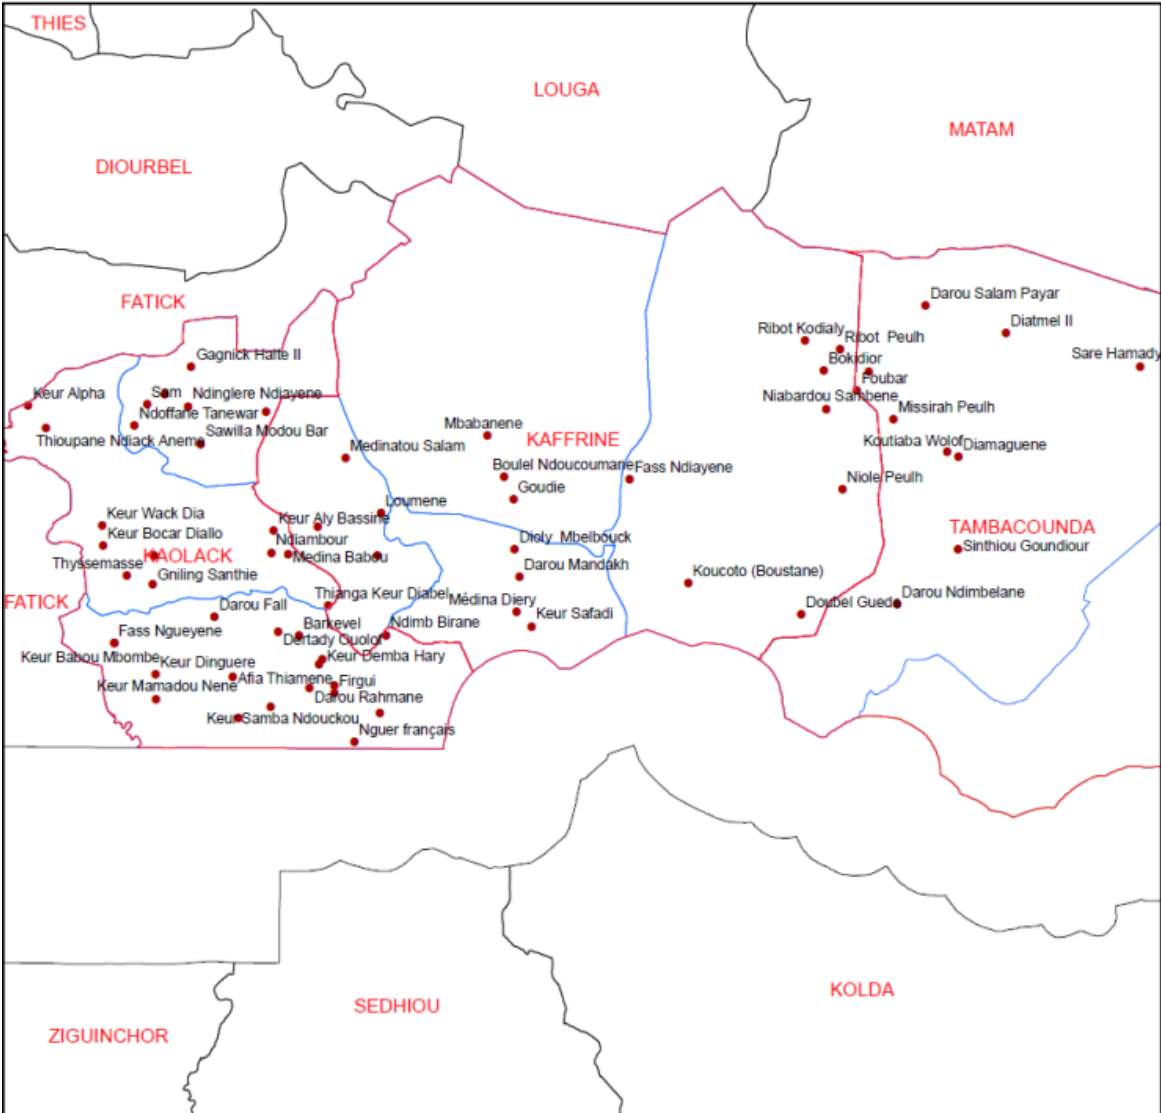 THIES
LOUGA
MATAM
DIOURBEL
FATICK
Darou Salam Payar
Diatmel II
Ribot Kodialy
Ribot Peulh
Sare Hamady
Gagnick Halte II
Bokidior
Foubar
Keur Alpha
Sam
Ndinglere Ndiayene
Niabardou Sambene
Missirah Peulh
Ndoffane Tanewar
Mbabanene
KAFFRINE
Sawilla Modou Bar
Thioupane Ndiack Aneme
Medinatou Salam
Koutiaba Wolof
Diamaguene
Boulel Ndoucoumane
Fass Ndiayene
Niole Peulh
Goudie
Loumene
Keur Wack Dia
Keur Aly Bassine
TAMBACOUNDA
Keur Bocar Diallo
Ndiambour
Dioly Mbelbouck
Sinthiou Goundiour
KAOLACK
Medina Babou
Thyssemasse
Darou Mandakh
Koucoto (Boustane)
Gniling Santhie
Thianga Keur Diabel
Médina Diery
Doubel Guede
Darou Ndimbelane
FATICK
Darou Fall
Keur Safadi
Barkevel
Ndimb Birane
Fass Ngueyene
Dertady Ouolof
Keur Babou Mbombe
Keur Dinguere
Keur Demba Hary
Afia Thiamene
Firgui
Keur Mamadou Nene
Darou Rahmane
Keur Samba Ndouckou
Nguer français
KOLDA
SEDHIOU
ZIGUINCHOR